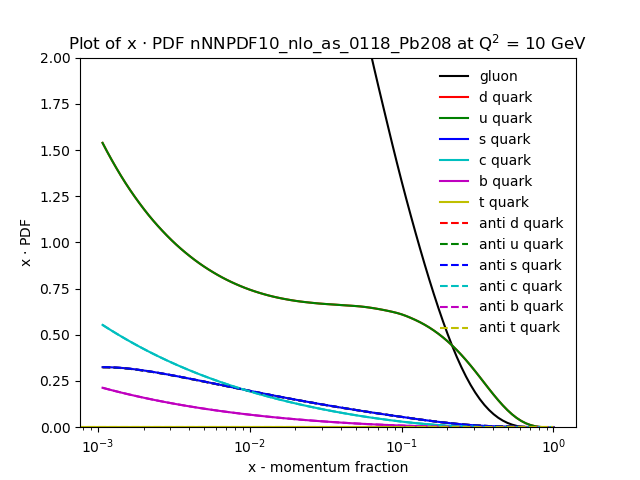 Plot of x · PDF nNNPDF10_nlo_as_0118_Pb208 at Q² = 10 GeV
2.00
1.75
1.50
1.25
1.00
0.75
0.50
0.25
0.00
x · PDF
gluon
d quark
u quark
s quark
c quark
b quark
t quark
anti d quark
anti u quark
anti s quark
anti c quark
anti b quark
anti t quark
10⁻³ 10⁻² 10⁻¹ 10⁰
x - momentum fraction